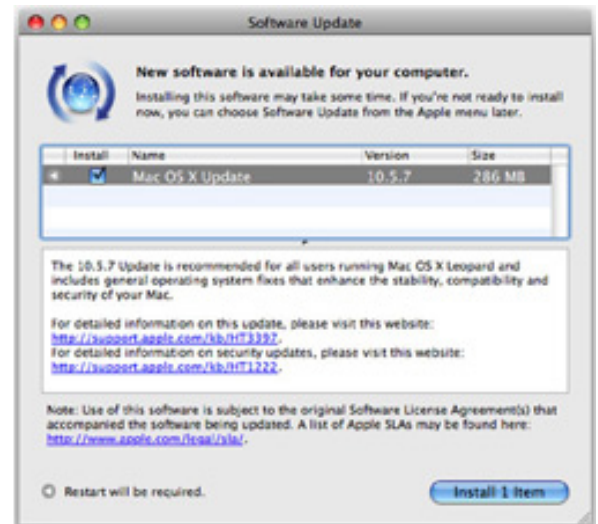 Software Update
New software is available for your computer.
Installing this software may take some time. If you're not ready to install
now, you can choose Software Update from the Apple menu later.
Install Name Version Size
Mac OS X Update 10.5.7 286 MB
The 10.5.7 Update is recommended for all users running Mac OS X Leopard and
includes general operating system fixes that enhance the stability, compatibility and
security of your Mac.
For detailed information on this update, please visit this website:
http://support.apple.com/kb/HT3397.
For detailed information on security updates, please visit this website:
http://support.apple.com/kb/HT1222.
Note: Use of this software is subject to the original Software License Agreement(s) that
accompanied the software being updated. A list of Apple SLAs may be found here:
http://www.apple.com/legal/sla/.
Restart will be required.
Install 1 Item